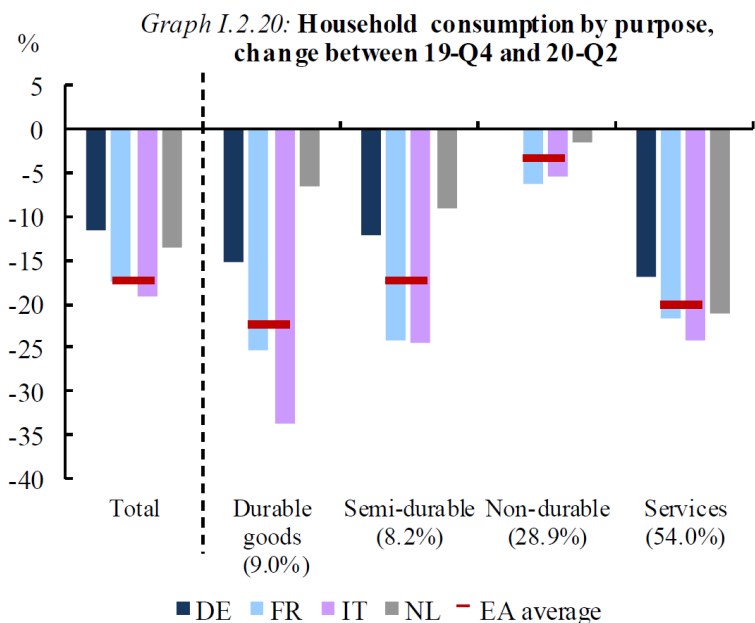 Graph I.2.20: Household consumption by purpose,
change between 19-Q4 and 20-Q2
%
5
0
-5
-10
-15
-20
-25
-30
-35
-40
Total
Durable
goods
(9.0%)
Semi-durable
(8.2%)
Non-durable
(28.9%)
Services
(54.0%)
DE FR IT NL EA average